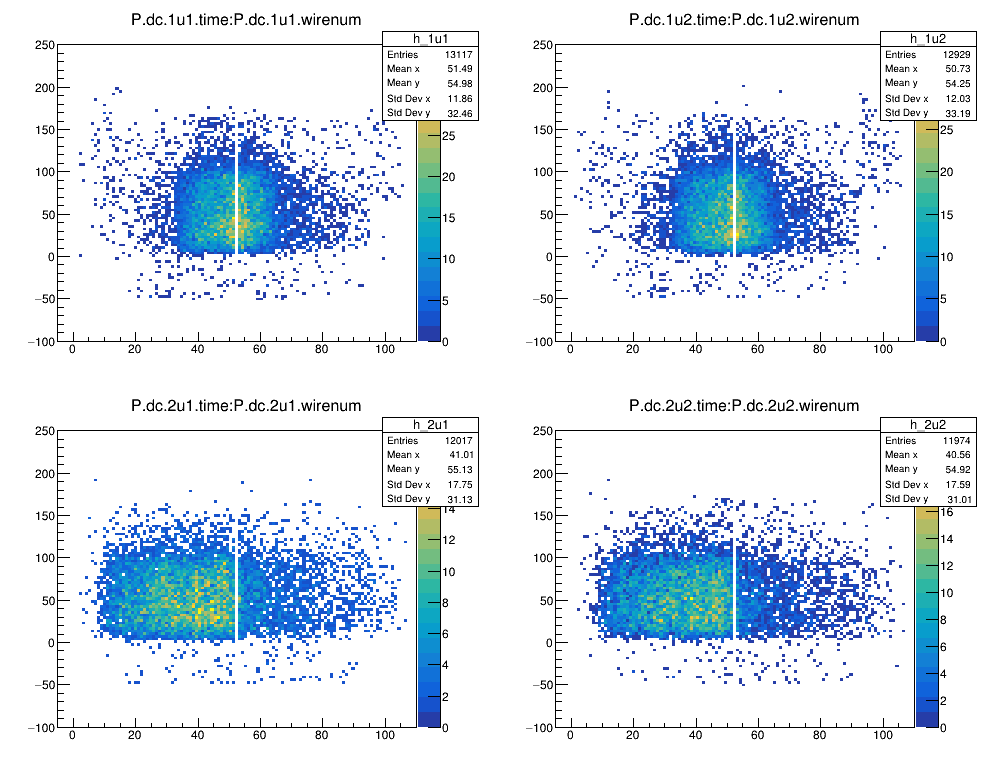 P.dc.1u1.time:P.dc.1u1.wirenum
h_1u1
Entries 13117
Mean x 51.49
Mean y 54.98
Std Dev x 11.86
Std Dev y 32.46
250
200
150
100
50
0
−50
−100
0 20 40 60 80 100
25
20
15
10
5
0
P.dc.1u2.time:P.dc.1u2.wirenum
h_1u2
Entries 12929
Mean x 50.73
Mean y 54.25
Std Dev x 12.03
Std Dev y 33.19
250
200
150
100
50
0
−50
−100
0 20 40 60 80 100
25
20
15
10
5
0
P.dc.2u1.time:P.dc.2u1.wirenum
h_2u1
Entries 12017
Mean x 41.01
Mean y 55.13
Std Dev x 17.75
Std Dev y 31.13
250
200
150
100
50
0
−50
−100
0 20 40 60 80 100
14
12
10
8
6
4
2
0
P.dc.2u2.time:P.dc.2u2.wirenum
h_2u2
Entries 11974
Mean x 40.56
Mean y 54.92
Std Dev x 17.59
Std Dev y 31.01
250
200
150
100
50
0
−50
−100
0 20 40 60 80 100
16
14
12
10
8
6
4
2
0